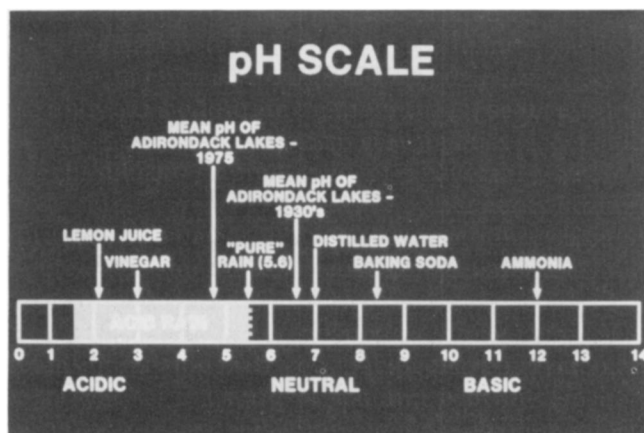 pH SCALE
MEAN pH OF
ADIRONDACK LAKES –
1975
MEAN pH OF
ADIRONDACK LAKES –
1930's
LEMON JUICE
VINEGAR
"PURE"
RAIN (5.6)
DISTILLED WATER
BAKING SODA
AMMONIA
ACID RAIN
0 1 2 3 4 5 6 7 8 9 10 11 12 13 14
ACIDIC NEUTRAL BASIC